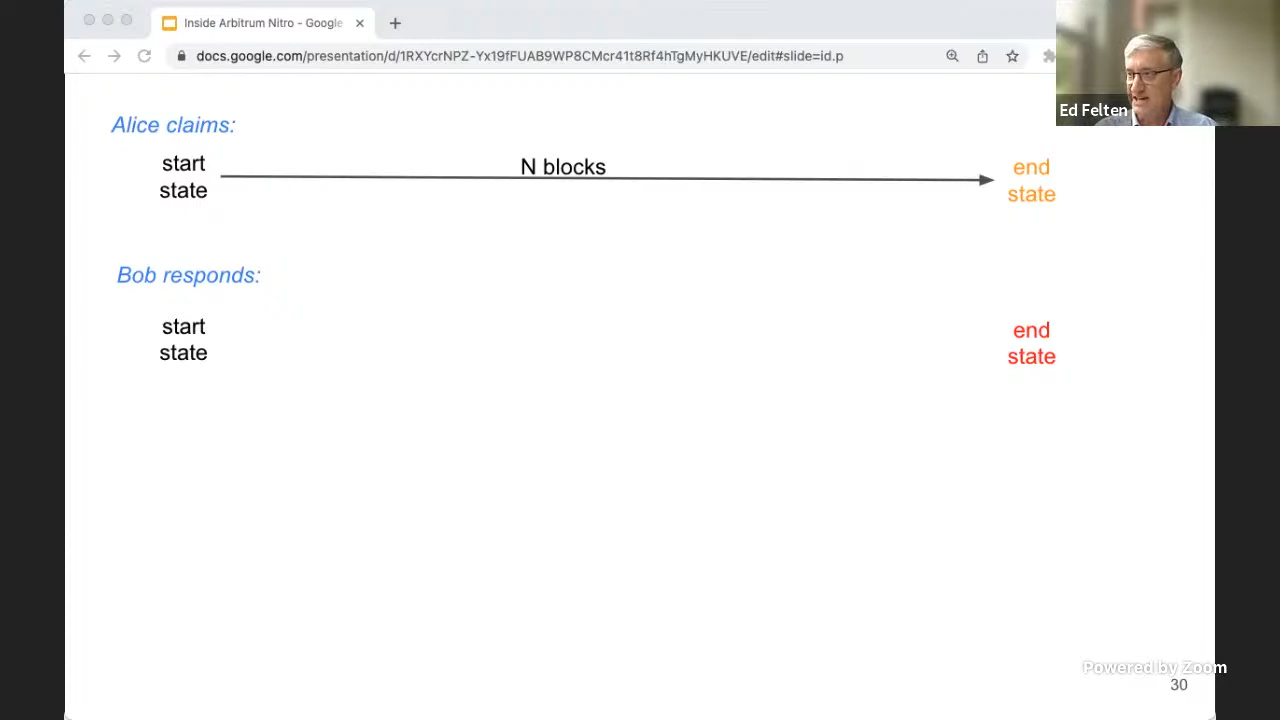 Inside Arbitrum Nitro - Google
docs.google.com/presentation/d/1RXYcrNPZ-Yx19fFUAB9WP8CMcr41t8Rf4hTgMyHKUVE/edit#slide=id.p
Ed Felten
Alice claims:
start
state
N blocks
end
state
Bob responds:
start
state
end
state
Powered by Zoom
30